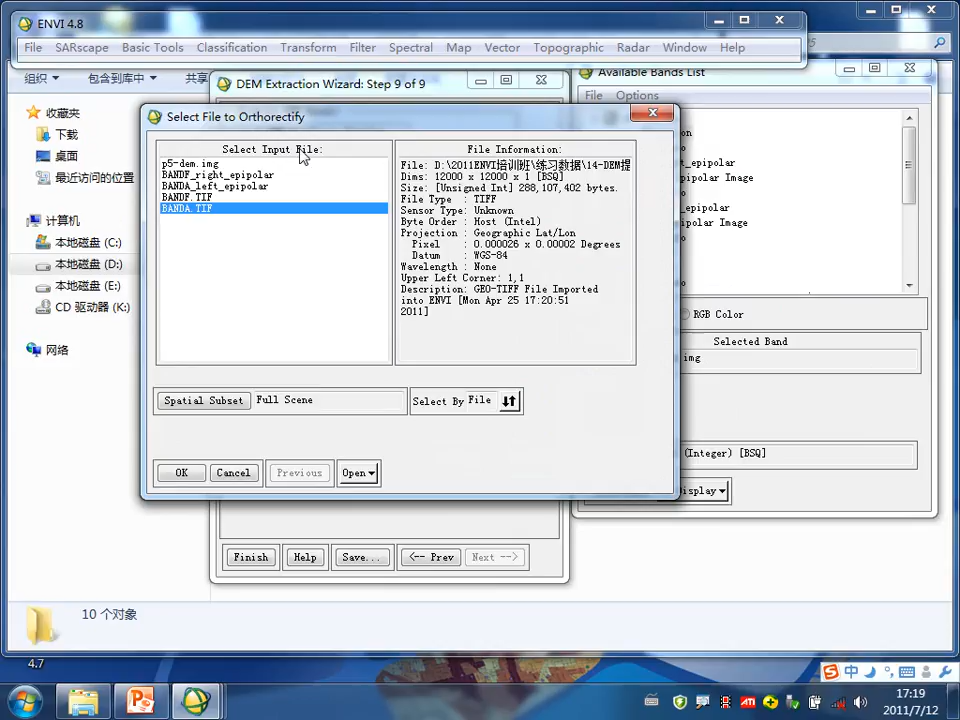 ENVI 4.8
File SARscape Basic Tools Classification Transform Filter Spectral Map Vector Topographic Radar Window Help
组织 包含到库中 共享
DEM Extraction Wizard: Step 9 of 9
Available Bands List
File Options
Select File to Orthorectify
收藏夹
下载
桌面
最近访问的位置
计算机
本地磁盘 (C:)
本地磁盘 (D:)
本地磁盘 (E:)
CD 驱动器 (K:)
网络
Select Input File:
p5-dem.img
BANDF_right_epipolar
BANDA_left_epipolar
BANDF.TIF
BANDA.TIF
File Information:
File: D:\2011ENVI培训班\练习数据\14-DEM提
Dims: 12000 x 12000 x 1 [BSQ]
Size: [Unsigned Int] 288,107,402 bytes.
File Type : TIFF
Sensor Type: Unknown
Byte Order : Host (Intel)
Projection : Geographic Lat/Lon
Pixel : 0.000026 x 0.00002 Degrees
Datum : WGS-84
Wavelength : None
Upper Left Corner: 1,1
Description: GEO-TIFF File Imported
into ENVI [Mon Apr 25 17:20:51
2011]
Spatial Subset Full Scene
Select By File
OK Cancel Previous Open
on
epipolar
pipolar Image
o
epipolar
pipolar Image
o
o
RGB Color
Selected Band
img
(Integer) [BSQ]
isplay
Finish Help Save... <-- Prev Next -->
10 个对象
4.7
中
17:19
2011/7/12